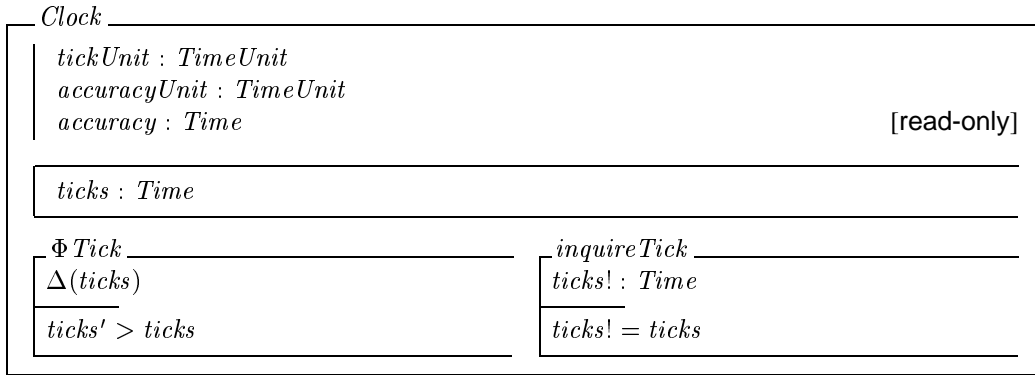 Clock
tickUnit : TimeUnit
accuracyUnit : TimeUnit
accuracy : Time [read-only]
ticks : Time
Φ Tick
Δ(ticks)
ticks′ > ticks
inquireTick
ticks! : Time
ticks! = ticks